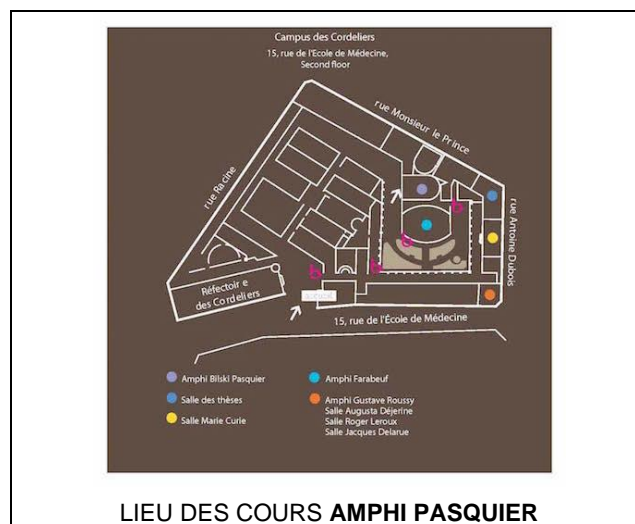 Campus des Cordeliers
15, rue de l'Ecole de Médecine,
Second floor
rue Monsieur le Prince
rue Racine
rue Antoine Dubois
Réfectoir e
des Cordeliers
15, rue de l'École de Médecine
Amphi Bilski Pasquier
Salle des thèses
Salle Marie Curie
Amphi Farabeuf
Amphi Gustave Roussy
Salle Augusta Déjerine
Salle Roger Leroux
Salle Jacques Delarue
LIEU DES COURS AMPHI PASQUIER